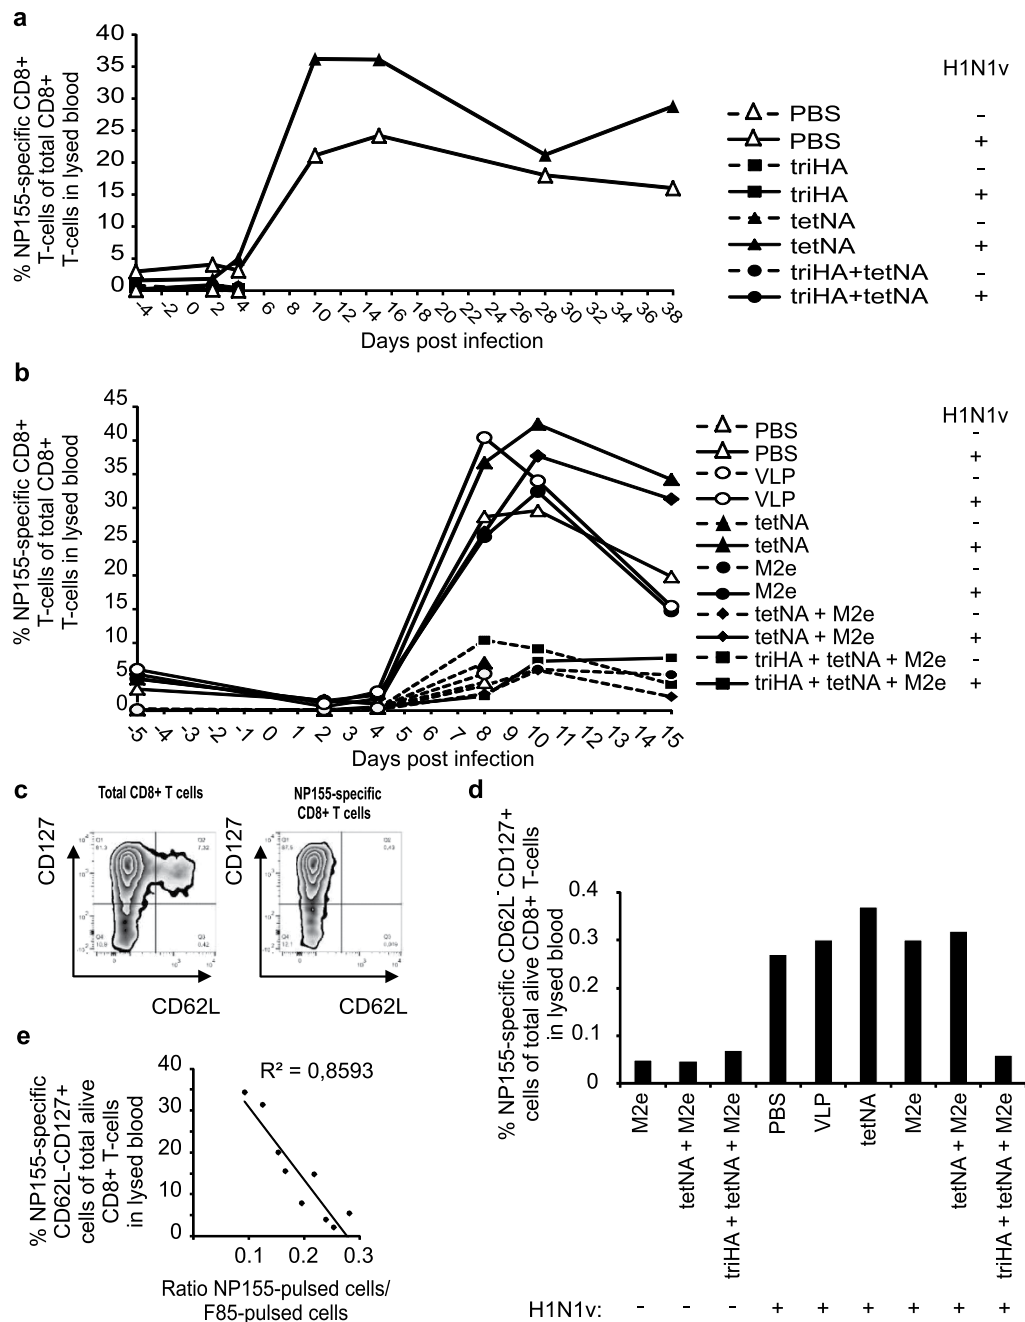 a
% NP155-specific CD8+
T-cells of total CD8+
T-cells in lysed blood
40
35
30
25
20
15
10
5
0
-4 -2 0 2 4 6 8 10 12 14 16 18 20 22 24 26 28 30 32 34 36 38
Days post infection
H1N1v
PBS -
PBS +
triHA -
triHA +
tetNA -
tetNA +
triHA+tetNA -
triHA+tetNA +
b
% NP155-specific CD8+
T-cells of total CD8+
T-cells in lysed blood
45
40
35
30
25
20
15
10
5
0
-5 -4 -3 -2 -1 0 1 2 3 4 5 6 7 8 9 10 11 12 13 14 15
Days post infection
H1N1v
PBS -
PBS +
VLP -
VLP +
tetNA -
tetNA +
M2e -
M2e +
tetNA + M2e -
tetNA + M2e +
triHA + tetNA + M2e -
triHA + tetNA + M2e +
c
Total CD8+ T cells
CD127
CD62L
NP155-specific
CD8+ T cells
CD127
CD62L
d
% NP155-specific CD62L⁻ CD127+
cells of total alive CD8+ T-cells
in lysed blood
0.4
0.3
0.2
0.1
0
M2e
tetNA + M2e
triHA + tetNA + M2e
PBS
VLP
tetNA
M2e
tetNA + M2e
triHA + tetNA + M2e
H1N1v: - - - + + + + + +
e
% NP155-specific
CD62L-CD127+
cells of total alive
CD8+ T-cells
in lysed blood
40
30
20
10
0
R² = 0,8593
0.1 0.2 0.3
Ratio NP155-pulsed cells/
F85-pulsed cells